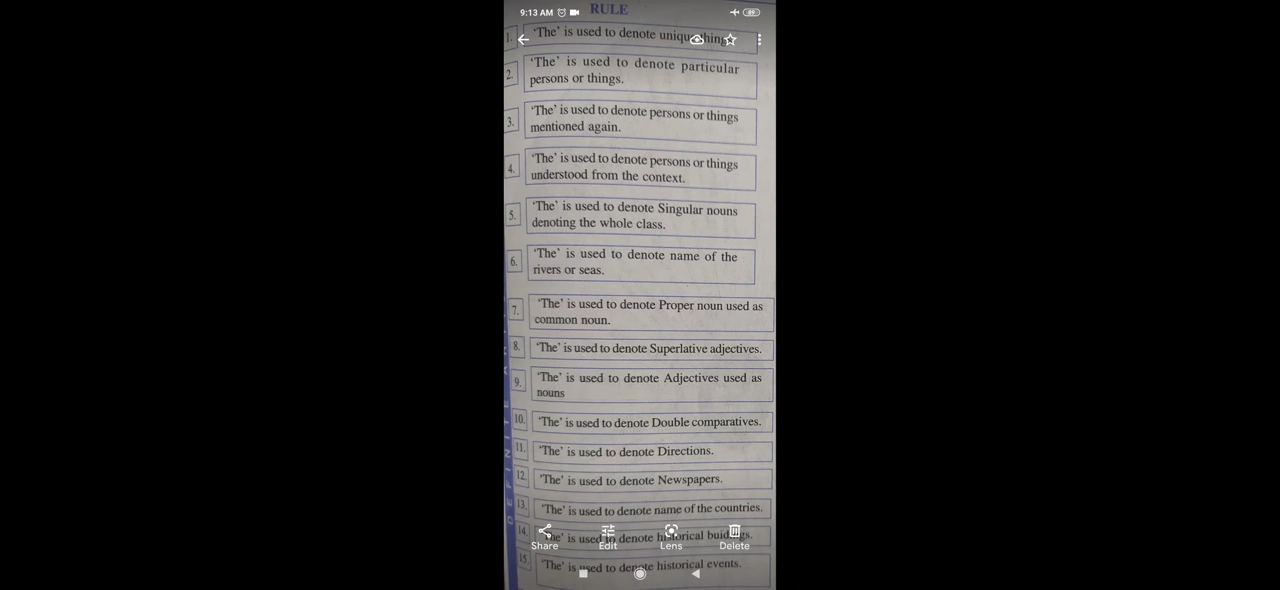 9:13 AM
89
RULE
1. 'The' is used to denote unique thing
2. 'The' is used to denote particular
persons or things.
3. 'The' is used to denote persons or things
mentioned again.
4. 'The' is used to denote persons or things
understood from the context.
5. 'The' is used to denote Singular nouns
denoting the whole class.
6. 'The' is used to denote name of the
rivers or seas.
7. 'The' is used to denote Proper noun used as
common noun.
8. 'The' is used to denote Superlative adjectives.
9. 'The' is used to denote Adjectives used as
nouns
10. 'The' is used to denote Double comparatives.
11. 'The' is used to denote Directions.
12. 'The' is used to denote Newspapers.
13. 'The' is used to denote name of the countries.
14. 'The' is used to denote historical buidings.
15. 'The' is used to denote historical events.
Share Edit Lens Delete
DEFINITE